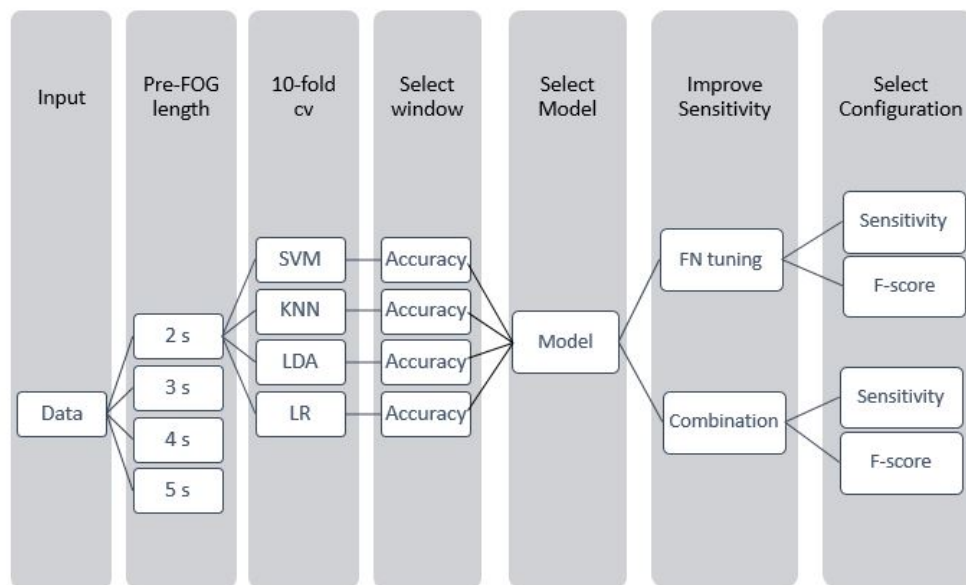 Input
Pre-FOG
length
10-fold
cv
Select
window
Select
Model
Improve
Sensitivity
Select
Configuration
Data
2 s
3 s
4 s
5 s
SVM
KNN
LDA
LR
Accuracy
Accuracy
Accuracy
Accuracy
Model
FN tuning
Combination
Sensitivity
F-score
Sensitivity
F-score